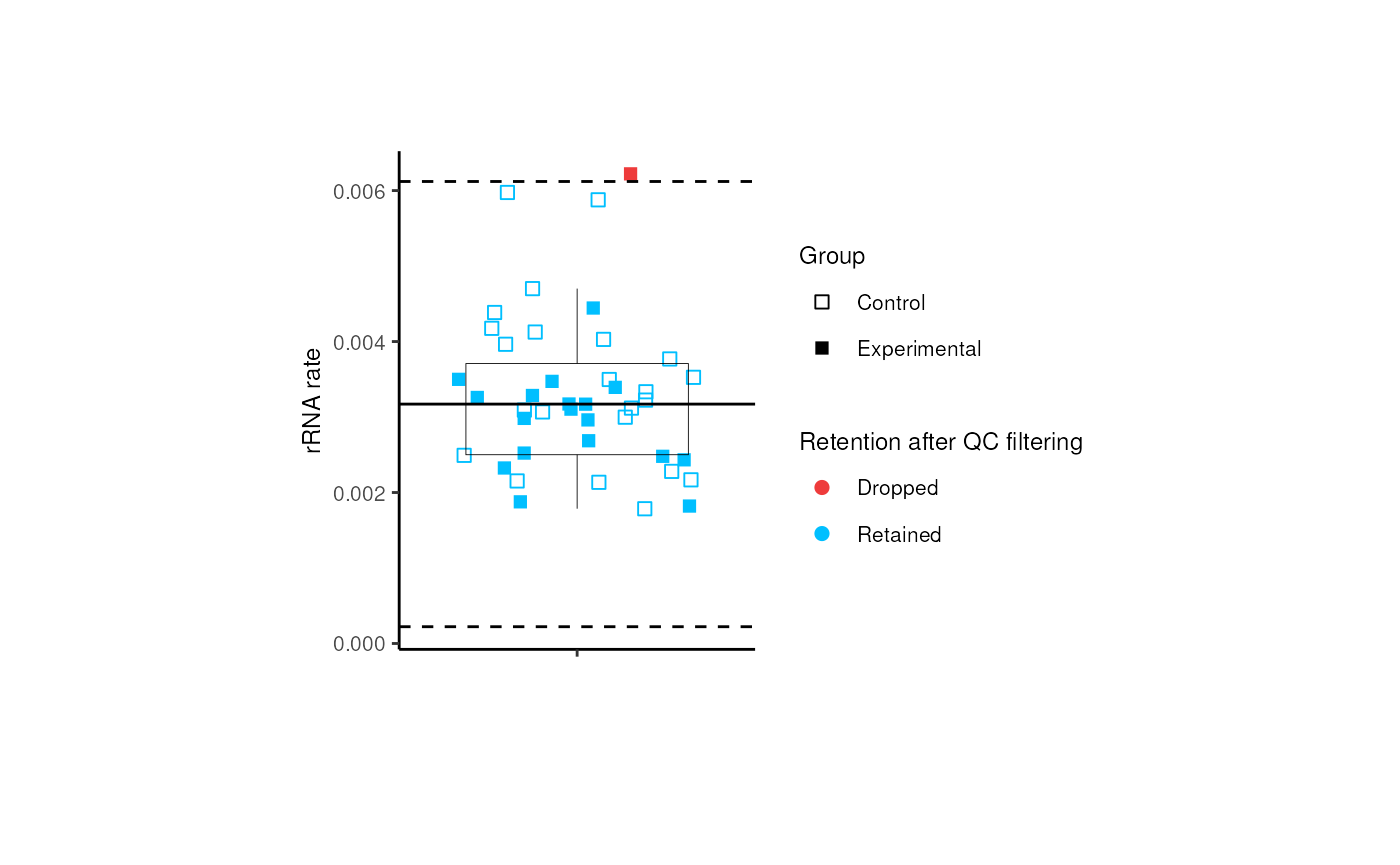 rRNA rate
0.006
0.004
0.002
0.000
Group
Control
Experimental
Retention after QC filtering
Dropped
Retained